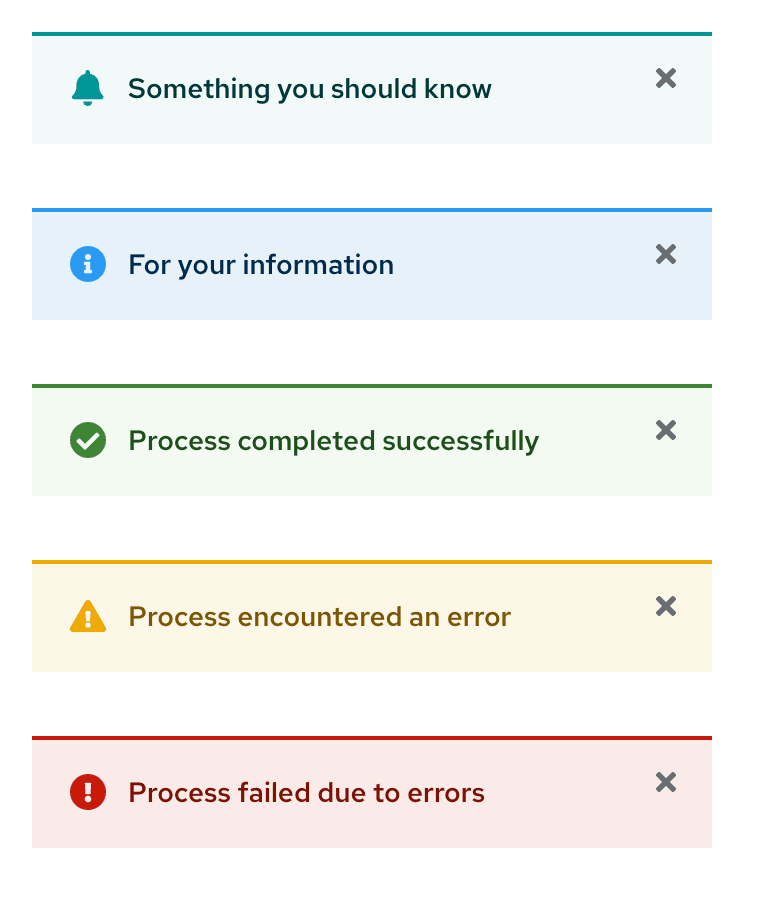 Something you should know
For your information
Process completed successfully
Process encountered an error
Process failed due to errors